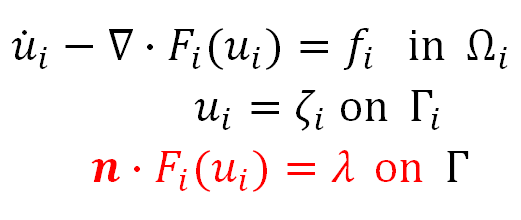 u̇ᵢ − ∇ · Fᵢ(uᵢ) = fᵢ in Ωᵢ
uᵢ = ζᵢ on Γᵢ
n · Fᵢ(uᵢ) = λ on Γ